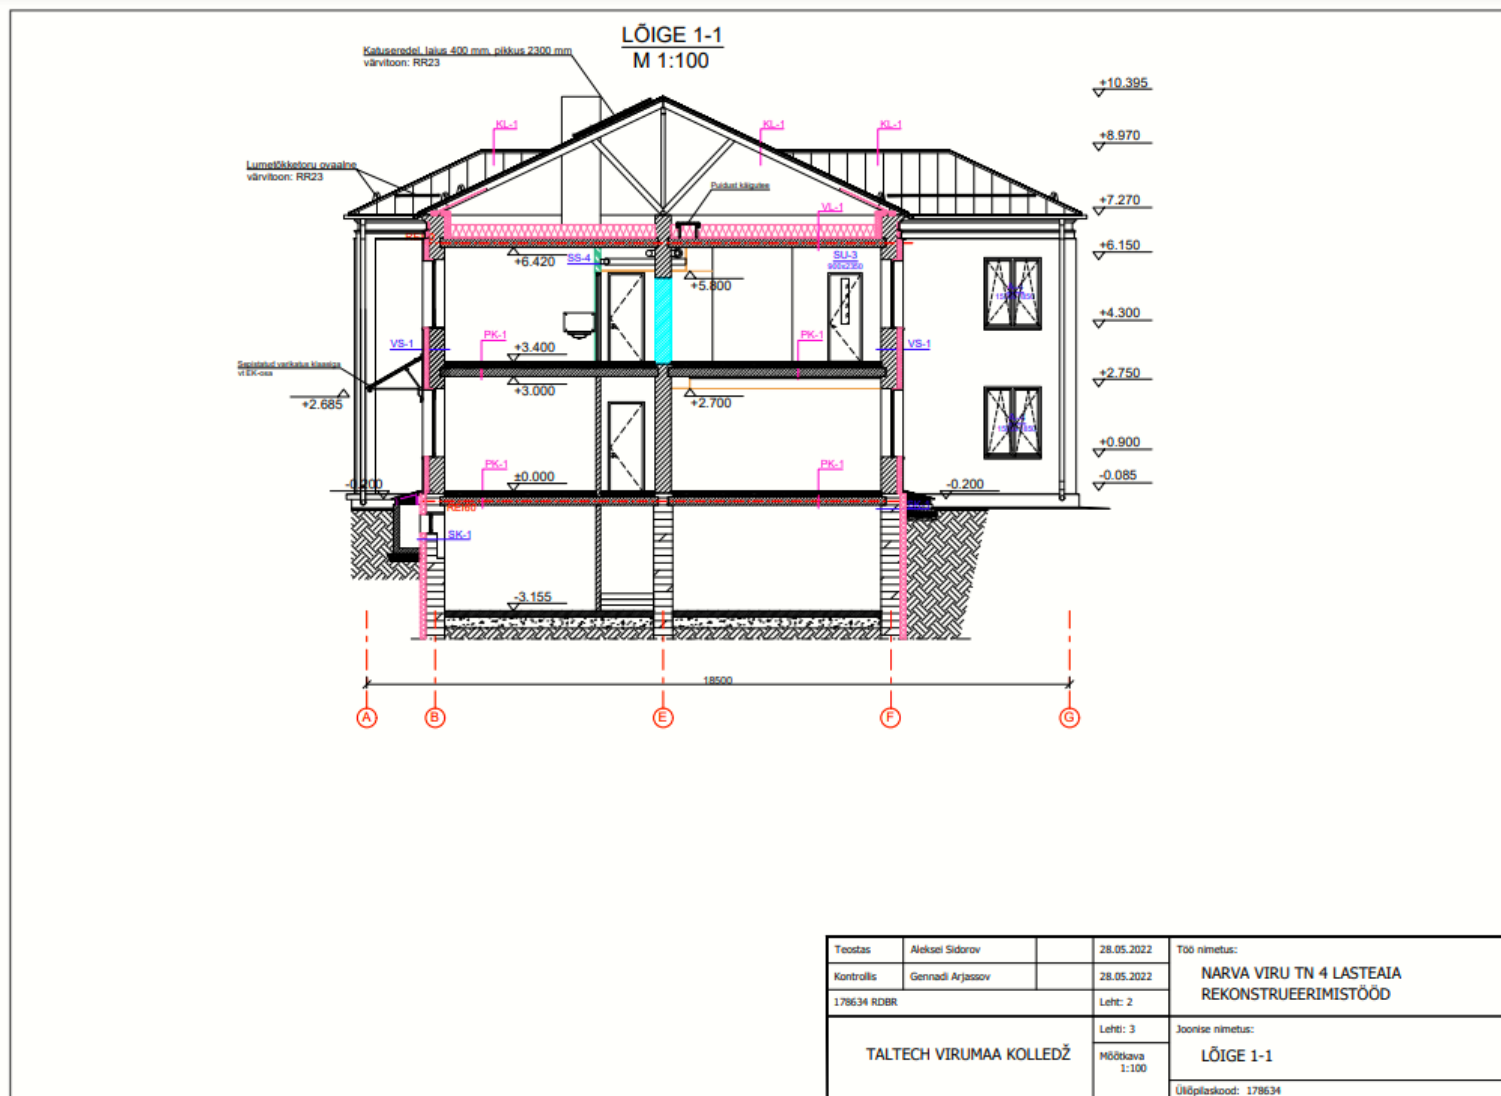 LÕIGE 1-1
M 1:100
Katuseredel, laius 400 mm, pikkus 2300 mm
värvitoon: RR23
+10.395
KL-1
KL-1
KL-1
+8.970
Lumetõkketoru ovaalne
värvitoon: RR23
Puidust käigutee
+7.270
VL-1
+6.150
+6.420
SS-4
SU-3
900x2350
+5.800
+4.300
PK-1
PK-1
VS-1
VS-1
+3.400
vt EK-osa
+3.000
+2.750
+2.685
+2.700
+0.900
PK-1
PK-1
±0.000
-0.200
-0.200
-0.085
REI60
SK-1
-3.155
18500
A
B
E
F
G
Teostas
Aleksei Sidorov
28.05.2022
Töö nimetus:
Kontrollis
Gennadi Arjassov
28.05.2022
NARVA VIRU TN 4 LASTEAIA
REKONSTRUEERIMISTÖÖD
178634 RDBR
Leht: 2
Lehti: 3
Joonise nimetus:
TALTECH VIRUMAA KOLLEDŽ
Mõõtkava
1:100
LÕIGE 1-1
Üliõpilaskood: 178634